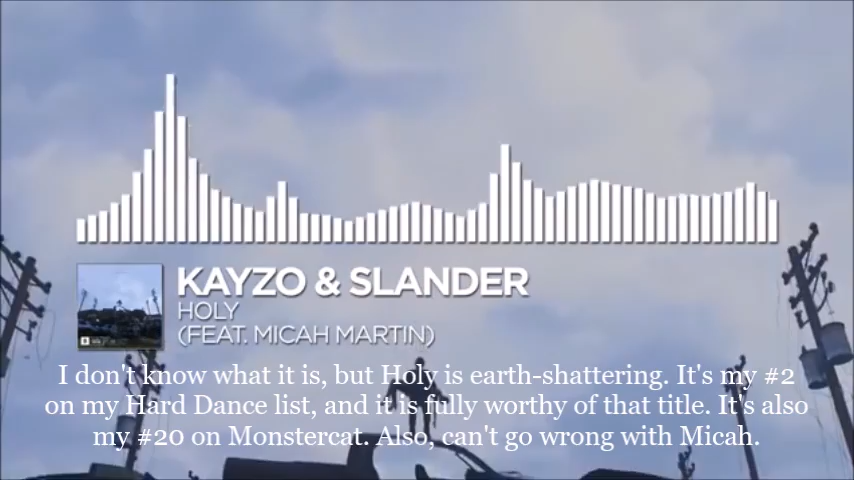 KAYZO & SLANDER
HOLY
(FEAT. MICAH MARTIN)
I don't know what it is, but Holy is earth-shattering. It's my #2
on my Hard Dance list, and it is fully worthy of that title. It's also
my #20 on Monstercat. Also, can't go wrong with Micah.